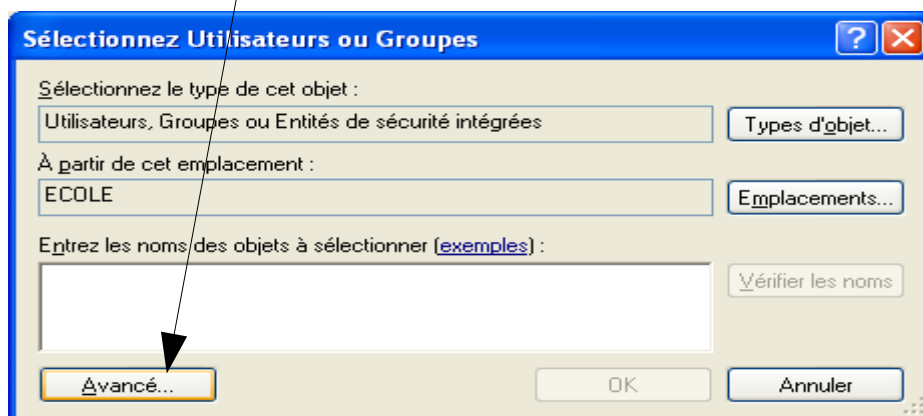 Sélectionnez Utilisateurs ou Groupes
Sélectionnez le type de cet objet :
Utilisateurs, Groupes ou Entités de sécurité intégrées
Types d'objet...
À partir de cet emplacement :
ECOLE
Emplacements...
Entrez les noms des objets à sélectionner (exemples) :
Vérifier les noms
Avancé...
OK
Annuler